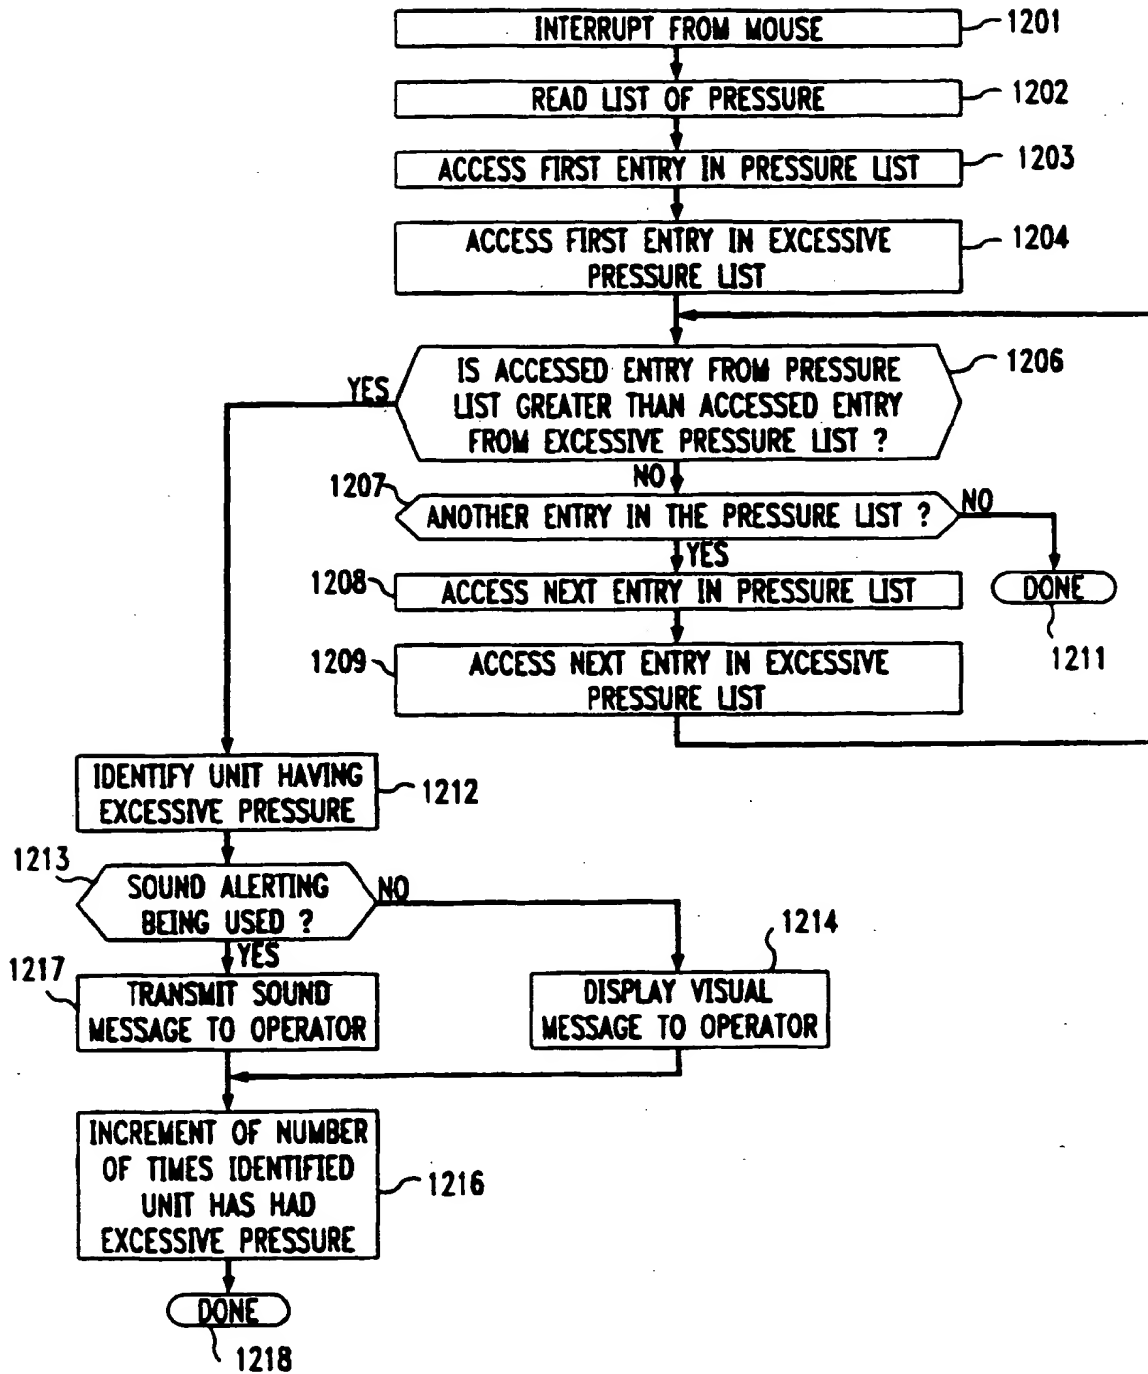 INTERRUPT FROM MOUSE
1201
READ LIST OF PRESSURE
1202
ACCESS FIRST ENTRY IN PRESSURE LIST
1203
ACCESS FIRST ENTRY IN EXCESSIVE
PRESSURE LIST
1204
IS ACCESSED ENTRY FROM PRESSURE
LIST GREATER THAN ACCESSED ENTRY
FROM EXCESSIVE PRESSURE LIST ?
1206
YES
NO
1207
ANOTHER ENTRY IN THE PRESSURE LIST ?
NO
YES
1208
ACCESS NEXT ENTRY IN PRESSURE LIST
DONE
1211
1209
ACCESS NEXT ENTRY IN EXCESSIVE
PRESSURE LIST
IDENTIFY UNIT HAVING
EXCESSIVE PRESSURE
1212
1213
SOUND ALERTING
BEING USED ?
NO
YES
1214
1217
TRANSMIT SOUND
MESSAGE TO OPERATOR
DISPLAY VISUAL
MESSAGE TO OPERATOR
INCREMENT OF NUMBER
OF TIMES IDENTIFIED
UNIT HAS HAD
EXCESSIVE PRESSURE
1216
DONE
1218